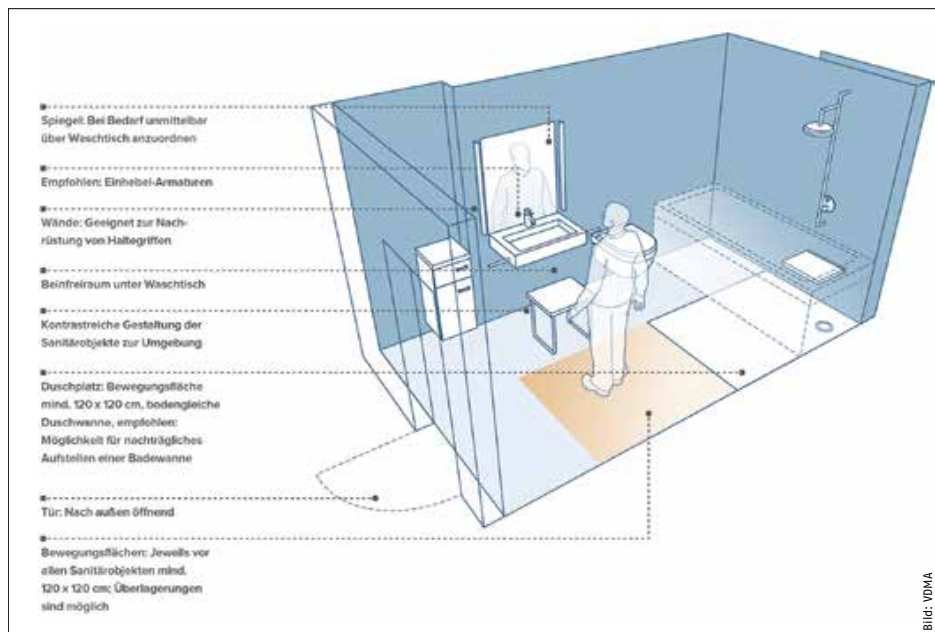 Spiegel: Bei Bedarf unmittelbar
über Waschtisch anzuordnen
Empfohlen: Einhebel-Armaturen
Wände: Geeignet zur Nach-
rüstung von Haltegriffen
Beinfreiraum unter Waschtisch
Kontrastreiche Gestaltung der
Sanitärobjekte zur Umgebung
Duschplatz: Bewegungsfläche
mind. 120 x 120 cm, bodengleiche
Duschwanne, empfohlen:
Möglichkeit für nachträgliches
Aufstellen einer Badewanne
Tür: Nach außen öffnend
Bewegungsflächen: Jeweils vor
allen Sanitärobjekten mind.
120 x 120 cm; Überlagerungen
sind möglich
Bild: VDMA